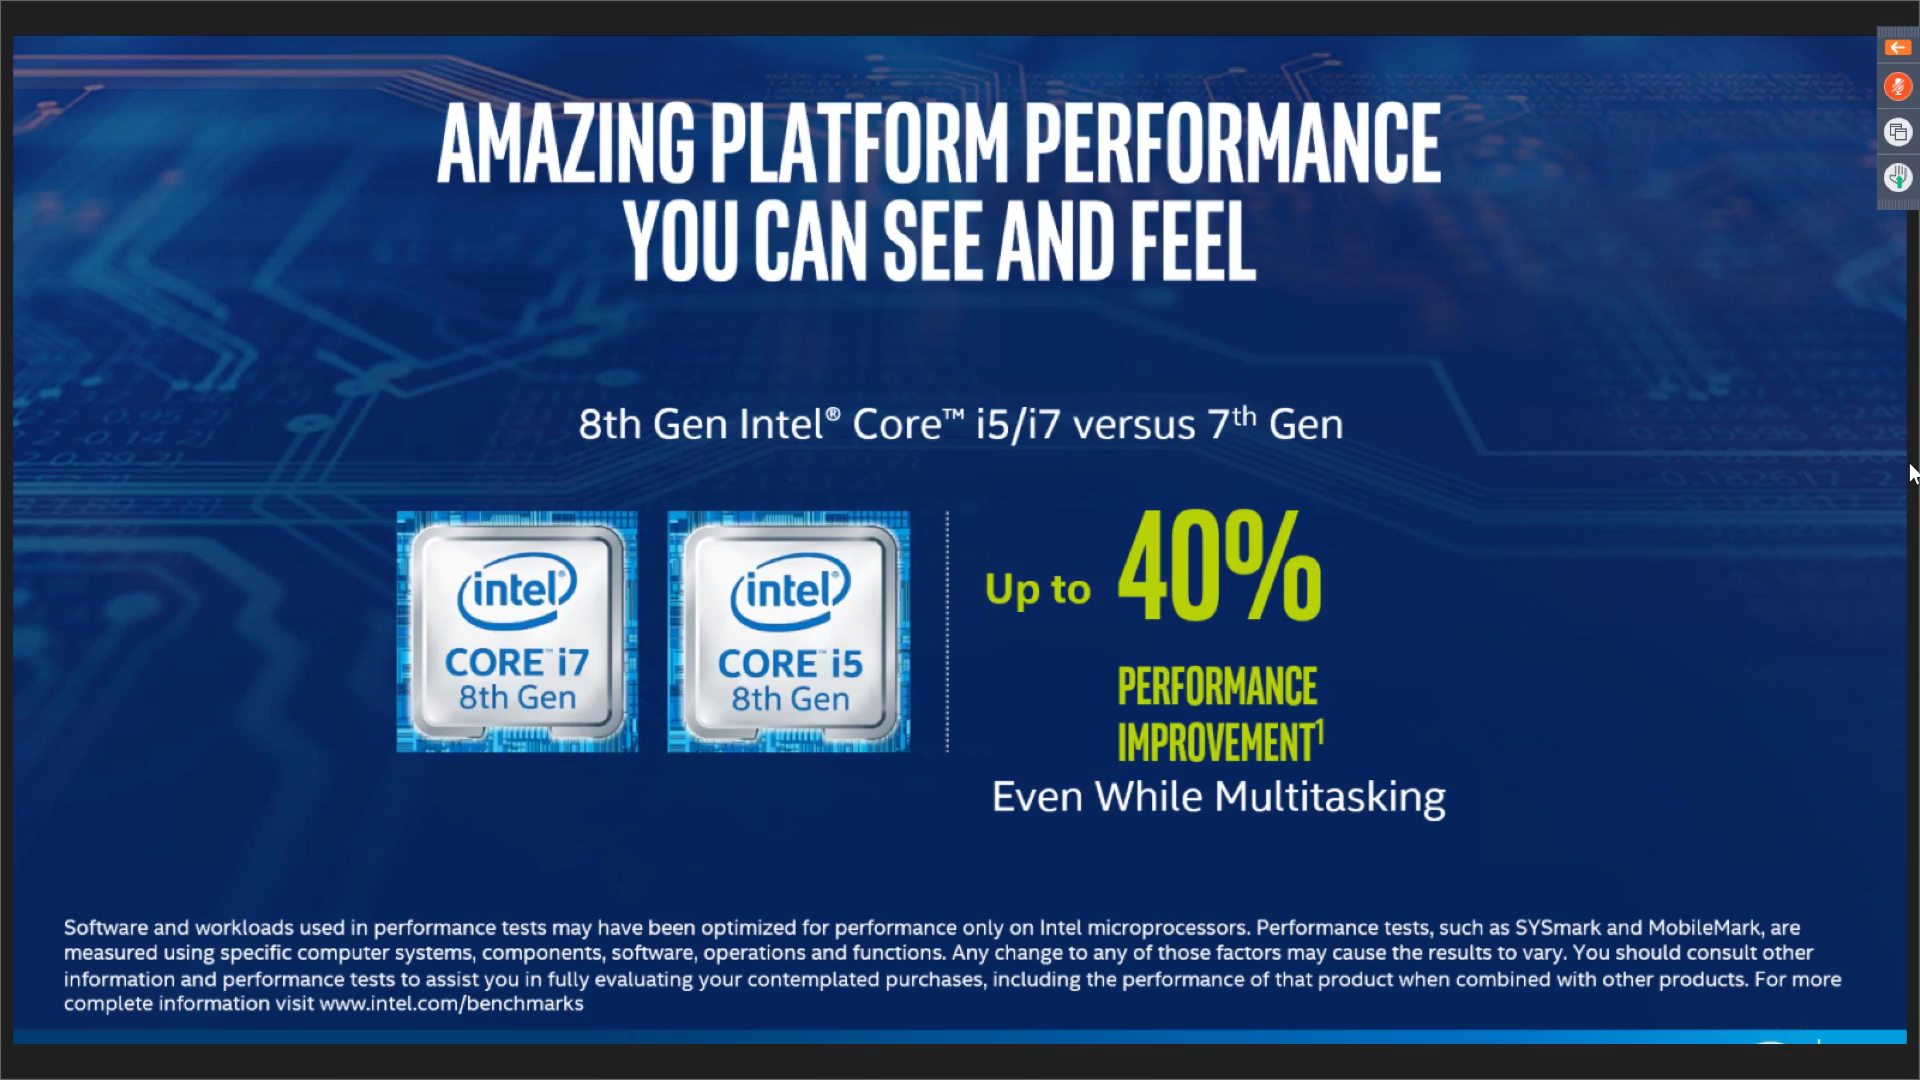 AMAZING PLATFORM PERFORMANCE
YOU CAN SEE AND FEEL
8th Gen Intel® Core™ i5/i7 versus 7th Gen
intel®
CORE™ i7
8th Gen
intel®
CORE™ i5
8th Gen
Up to 40%
PERFORMANCE
IMPROVEMENT1
Even While Multitasking
Software and workloads used in performance tests may have been optimized for performance only on Intel microprocessors. Performance tests, such as SYSmark and MobileMark, are
measured using specific computer systems, components, software, operations and functions. Any change to any of those factors may cause the results to vary. You should consult other
information and performance tests to assist you in fully evaluating your contemplated purchases, including the performance of that product when combined with other products. For more
complete information visit www.intel.com/benchmarks